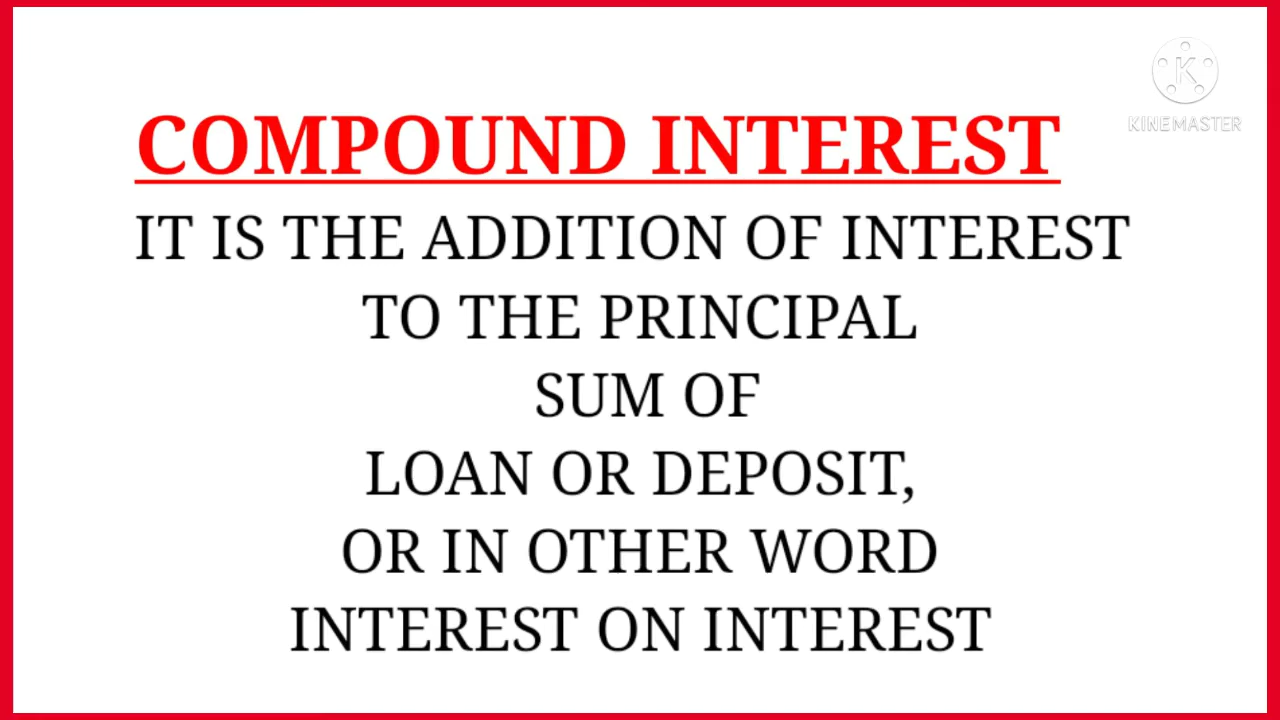 K
KINEMASTER
COMPOUND INTEREST
IT IS THE ADDITION OF INTEREST
TO THE PRINCIPAL
SUM OF
LOAN OR DEPOSIT,
OR IN OTHER WORD
INTEREST ON INTEREST